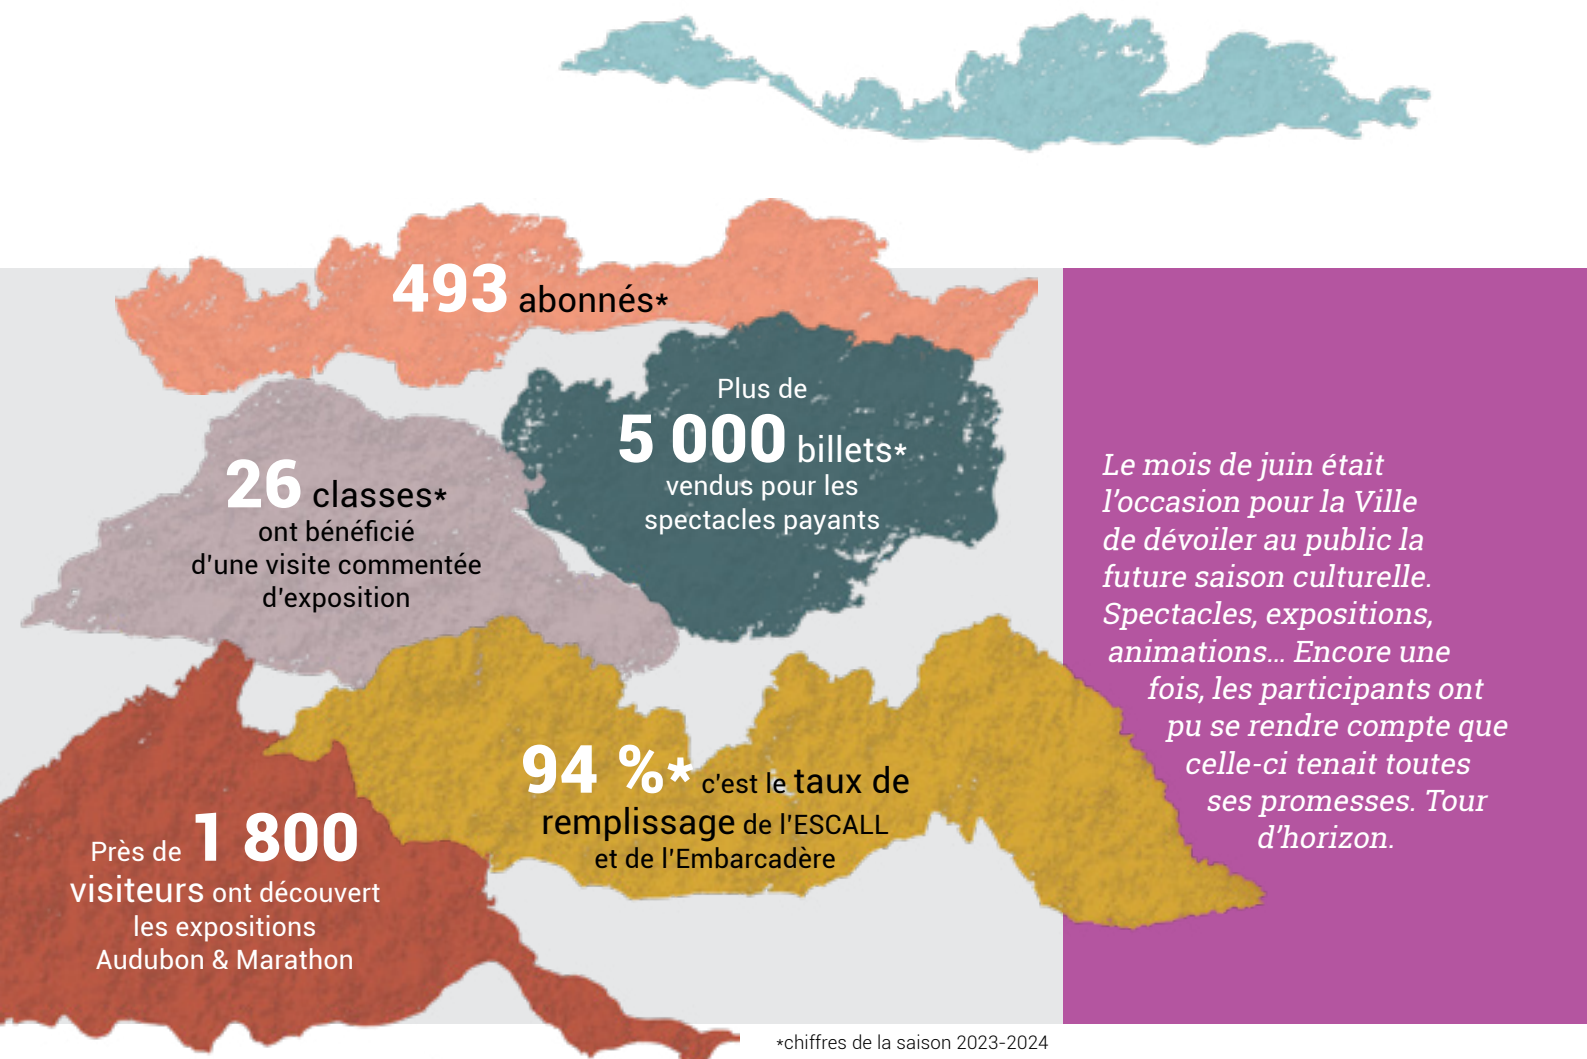 493 abonnés*
Plus de
5 000 billets*
vendus pour les
spectacles payants
26 classes*
ont bénéficié
d'une visite commentée
d'exposition
94 %* c'est le taux de
remplissage de l'ESCALL
et de l'Embarcadère
Près de 1 800
visiteurs ont découvert
les expositions
Audubon & Marathon
Le mois de juin était
l’occasion pour la Ville
de dévoiler au public la
future saison culturelle.
Spectacles, expositions,
animations... Encore une
fois, les participants ont
pu se rendre compte que
celle-ci tenait toutes
ses promesses. Tour
d’horizon.
*chiffres de la saison 2023-2024